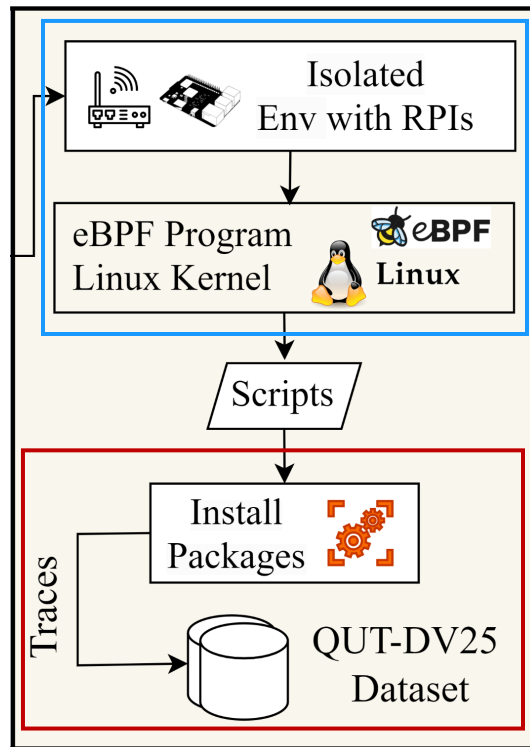 Isolated
Env with RPIs
eBPF Program
Linux Kernel
eBPF
Linux
Scripts
Install
Packages
Traces
QUT-DV25
Dataset